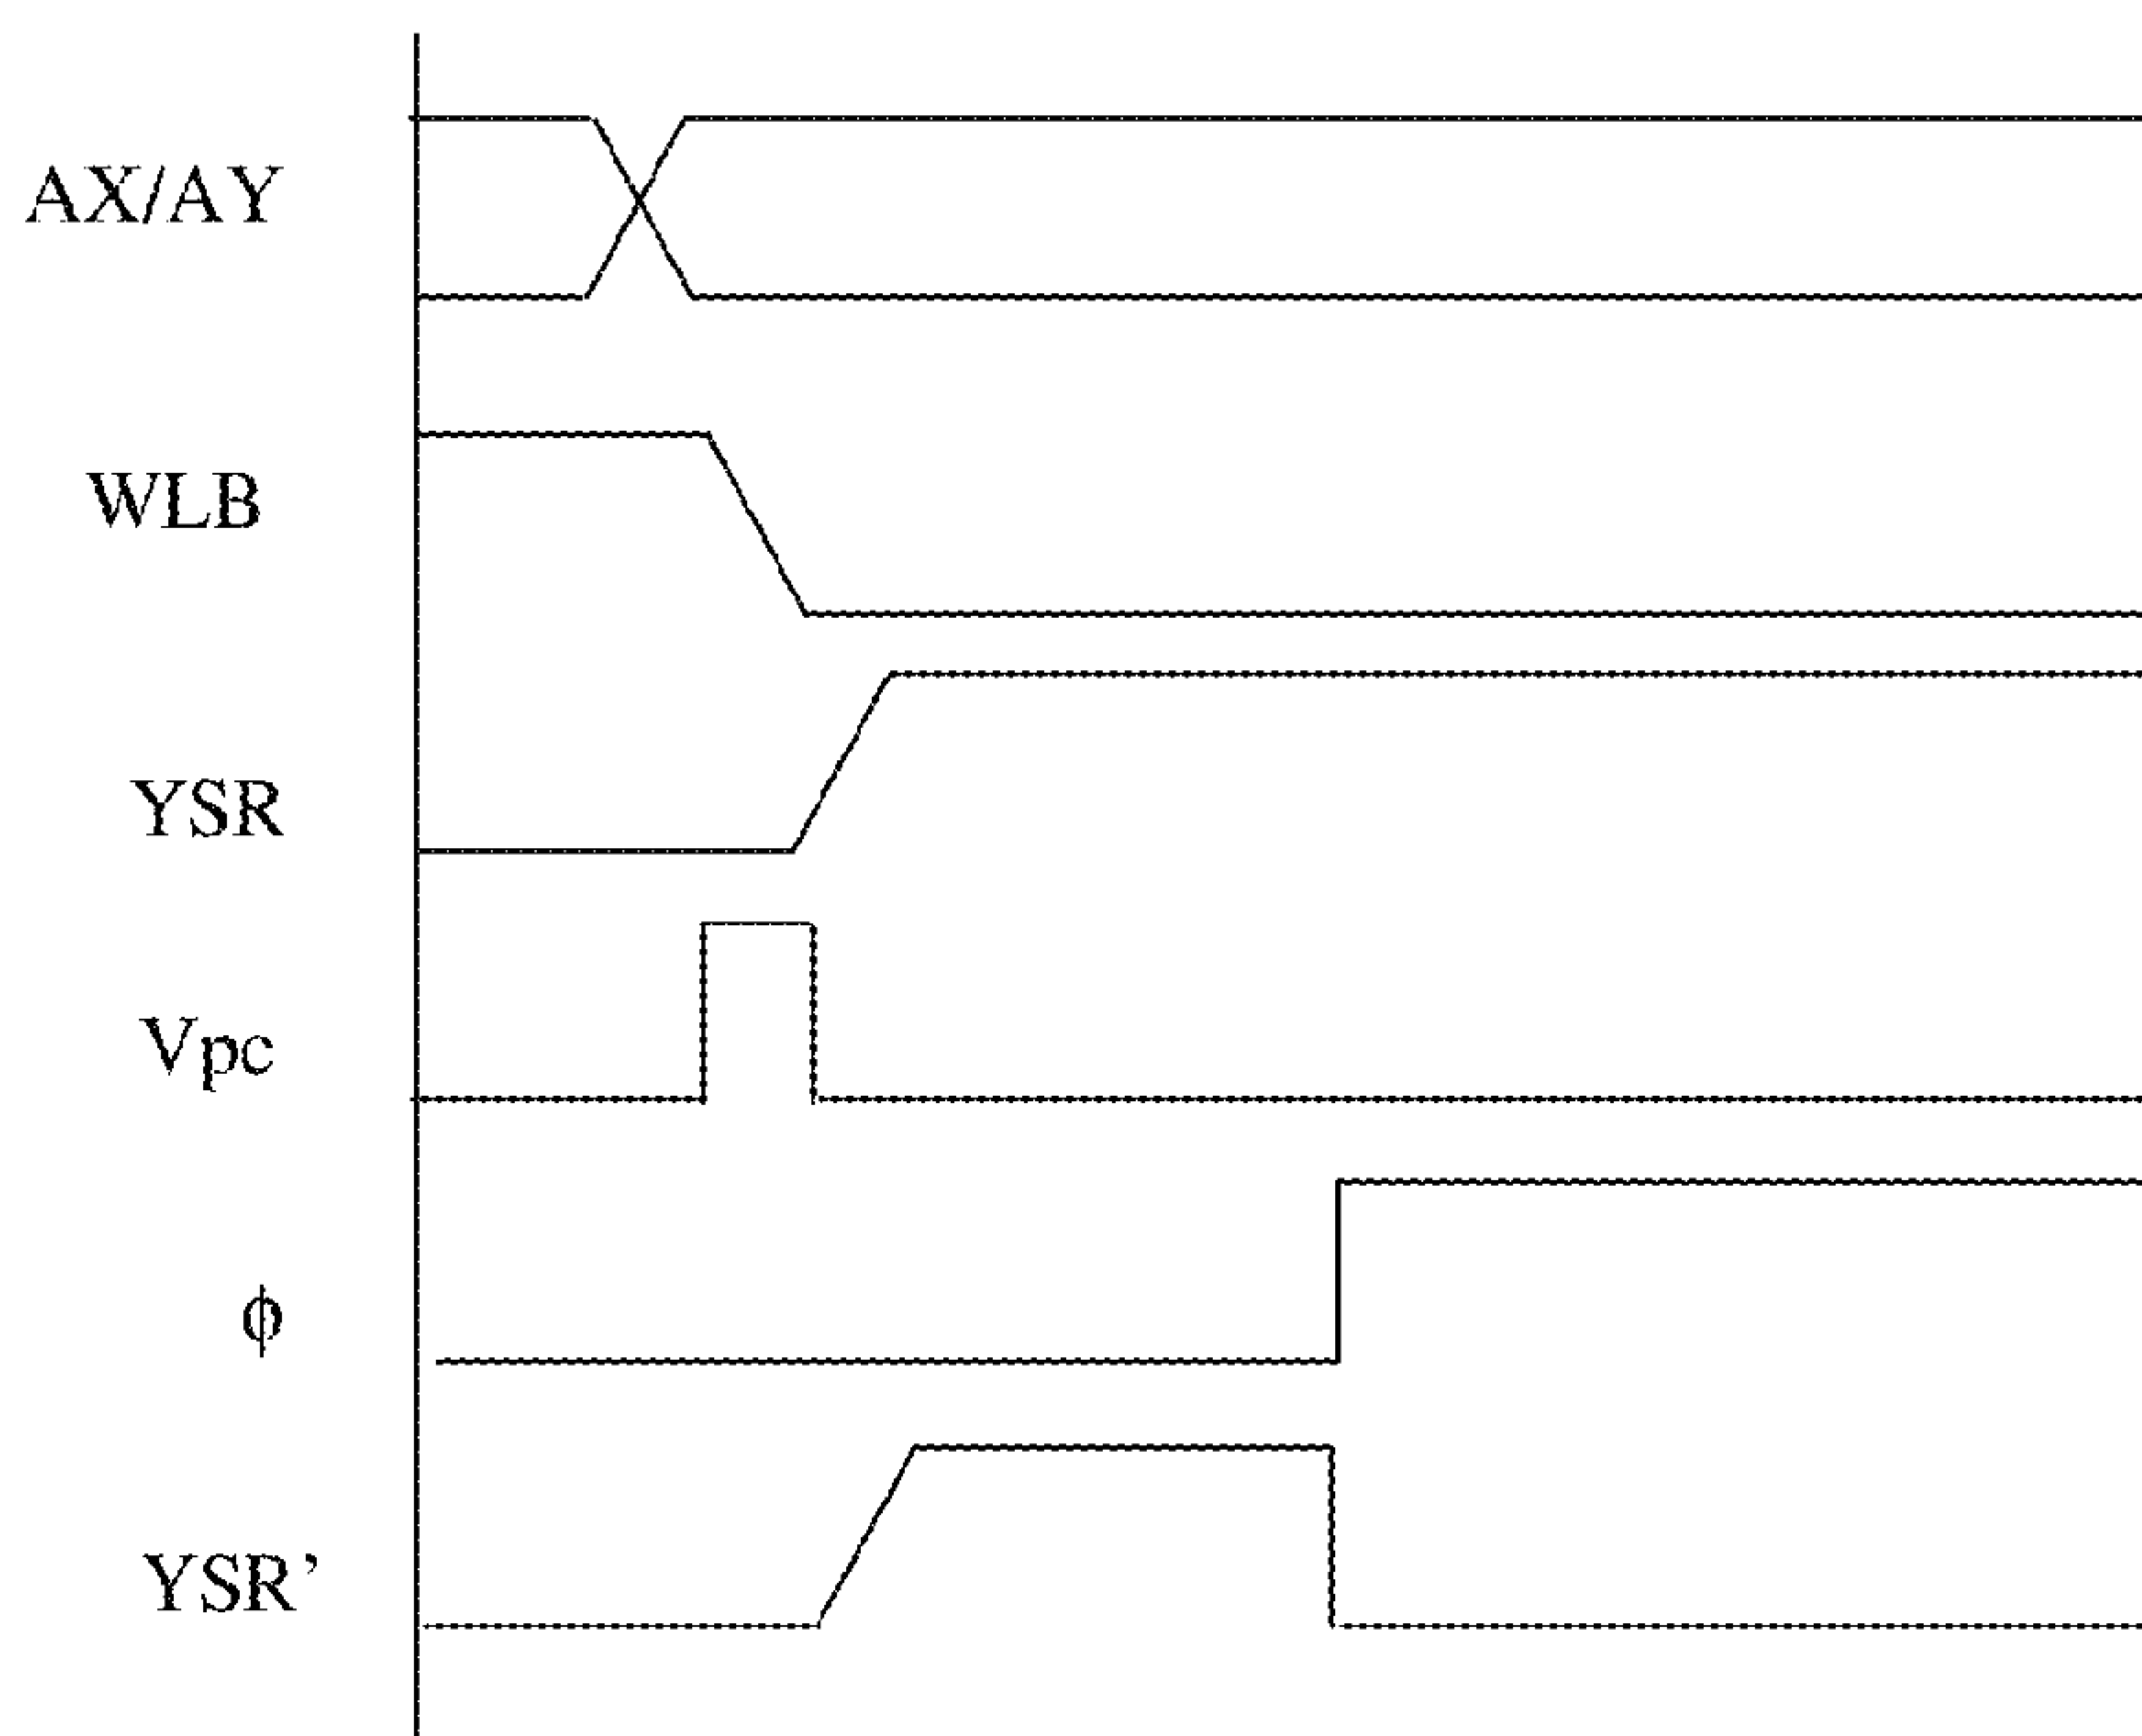 AX/AY
WLB
YSR
Vpc
ϕ
YSR’